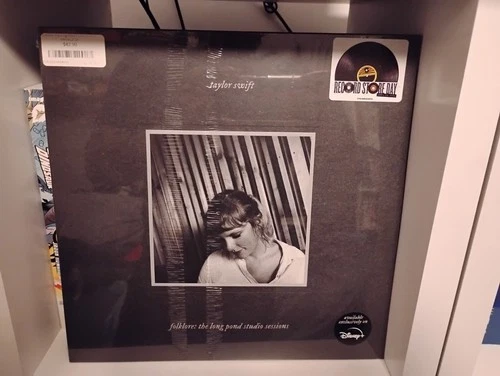 taylor swift
RECORD STORE DAY
folklore: the long pond studio sessions
available
exclusively on
Disney+